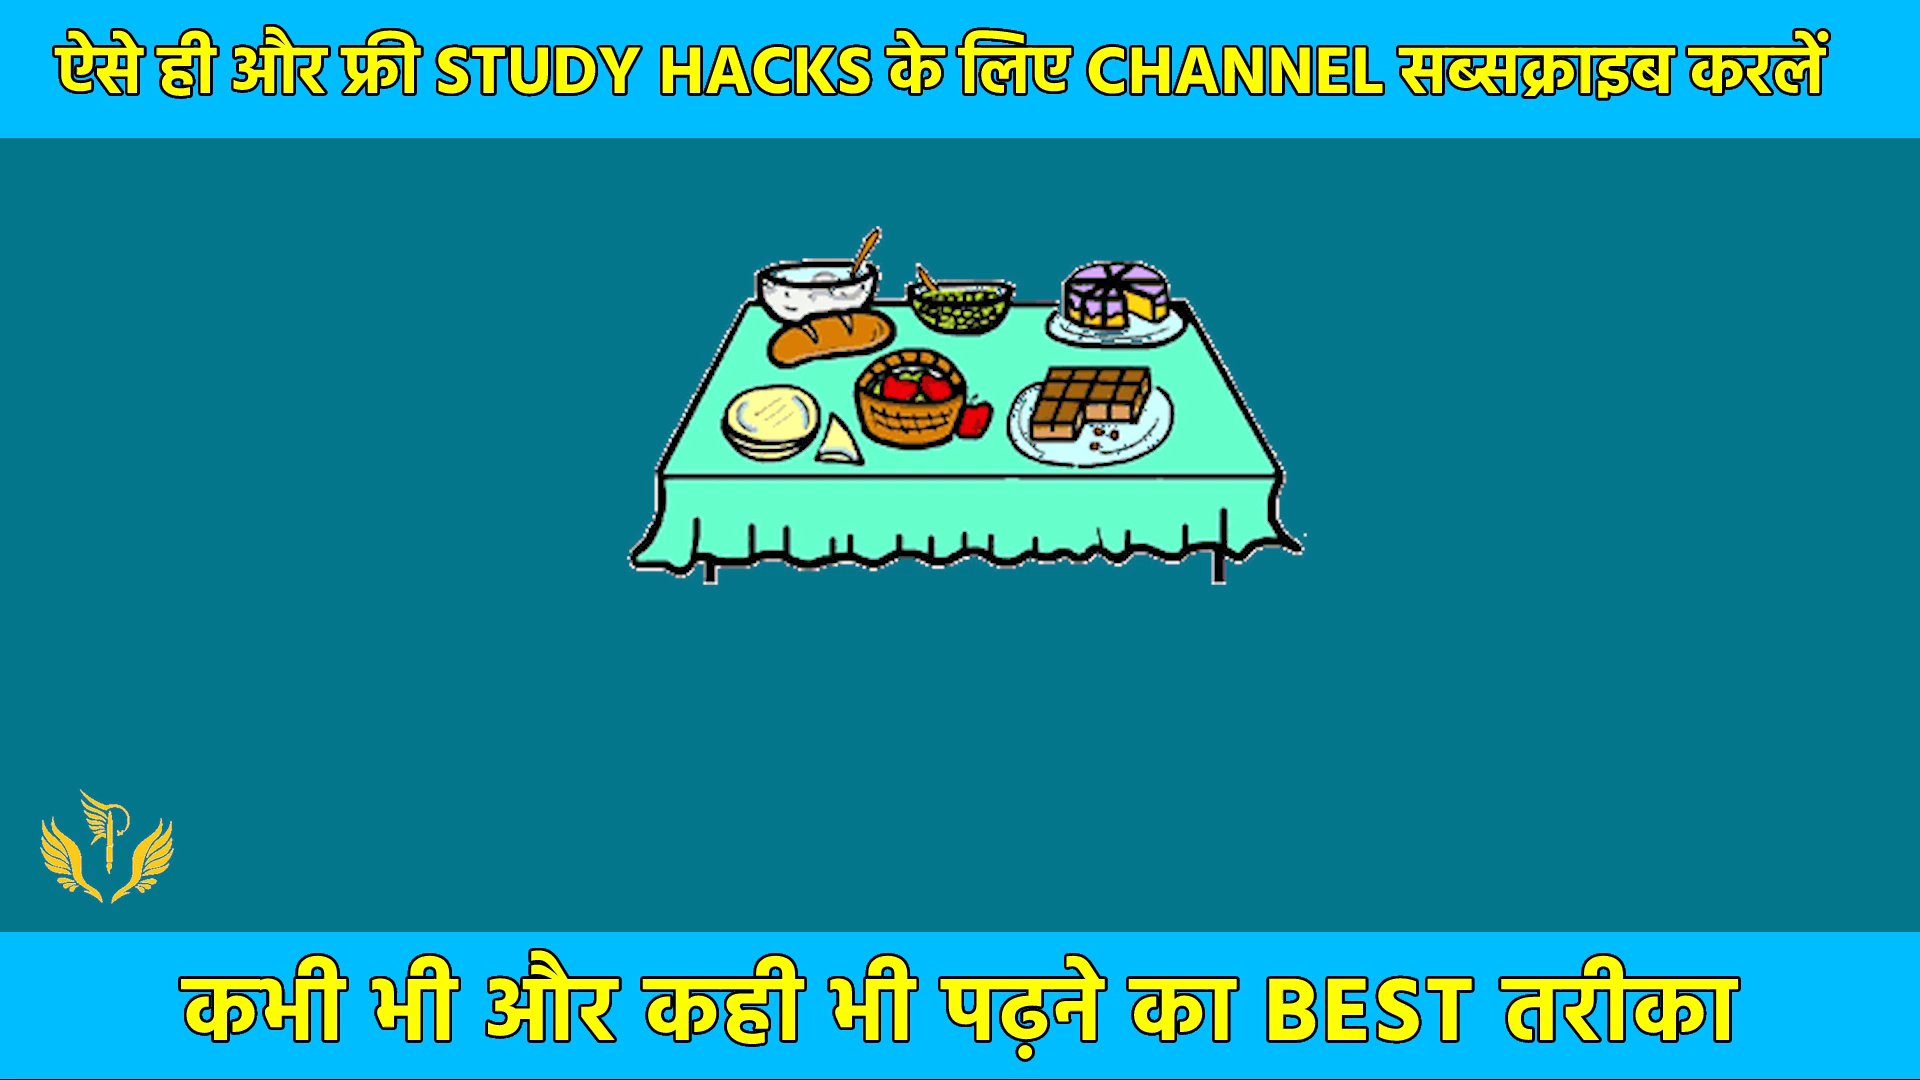 ऐसे ही और फ्री STUDY HACKS के लिए CHANNEL सब्सक्राइब करलें
कभी भी और कही भी पढ़ने का BEST तरीका